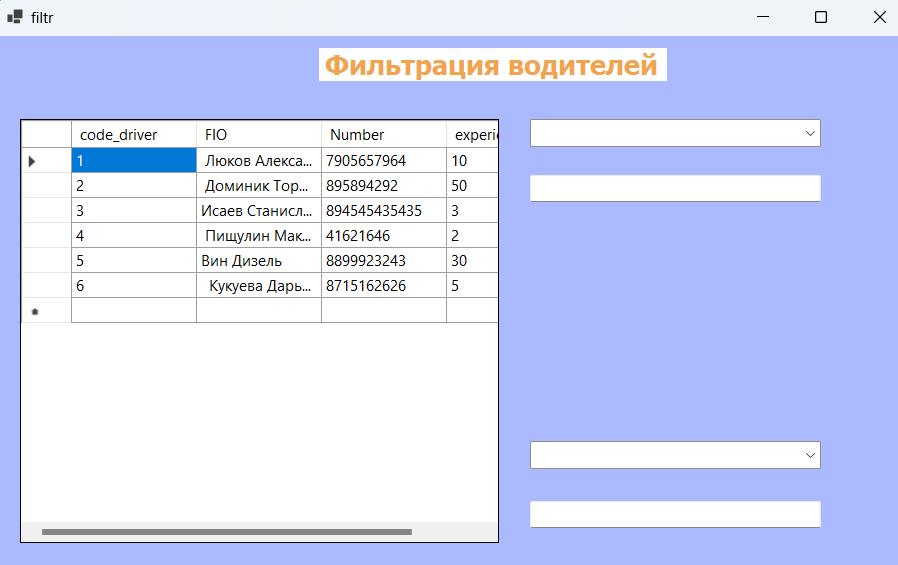 filtr
Фильтрация водителей
code_driver FIO Number experie
1 Люков Алекса... 7905657964 10
2 Доминик Тор... 895894292 50
3 Исаев Станисл... 894545435435 3
4 Пищулин Мак... 41621646 2
5 Вин Дизель 8899923243 30
6 Кукуева Дарь... 8715162626 5